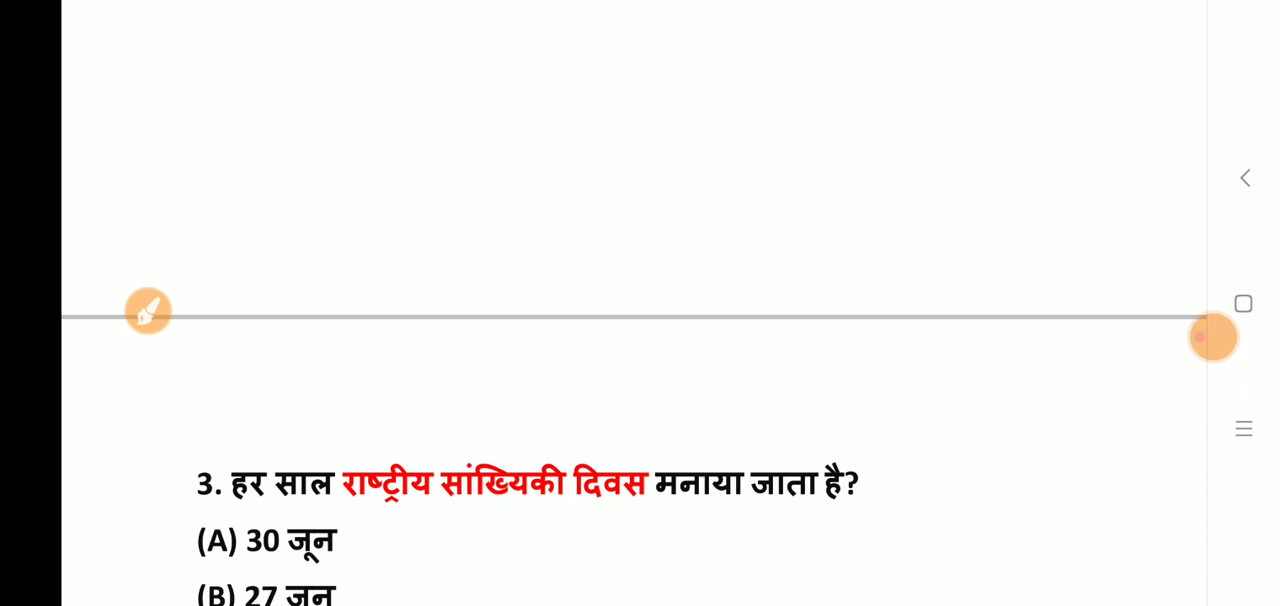 3. हर साल राष्ट्रीय सांख्यिकी दिवस मनाया जाता है?
(A) 30 जून
(B) 27 जून